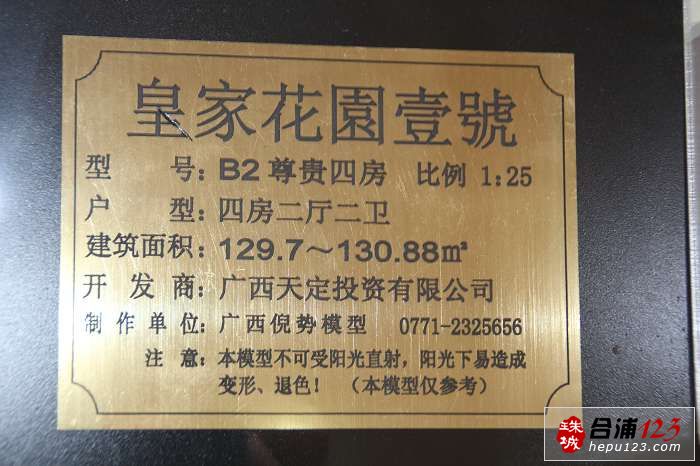 皇家花園壹號
型　号：B2 尊贵四房　比例 1:25
户　型：四房二厅二卫
建筑面积：129.7～130.88㎡
开 发 商：广西天定投资有限公司
制作单位：广西倪势模型　0771-2325656
注　意：本模型不可受阳光直射，阳光下易造成
变形、退色！（本模型仅参考）
珠城 合浦123
hepu123.com